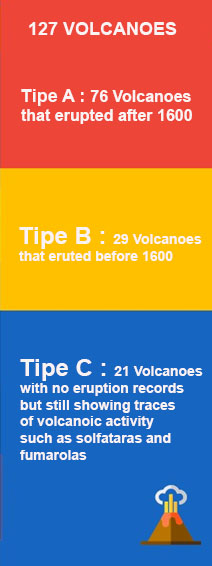 127 VOLCANOES
Tipe A : 76 Volcanoes
that erupted after 1600
Tipe B : 29 Volcanoes
that eruted before 1600
Tipe C : 21 Volcanoes
with no eruption records
but still showing traces
of volcanoic activity
such as solfataras and
fumarolas